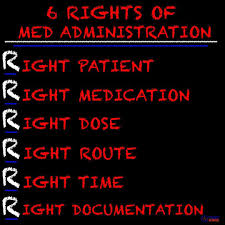 6 RIGHTS OF
MED ADMINISTRATION
RIGHT PATIENT
RIGHT MEDICATION
RIGHT DOSE
RIGHT ROUTE
RIGHT TIME
RIGHT DOCUMENTATION